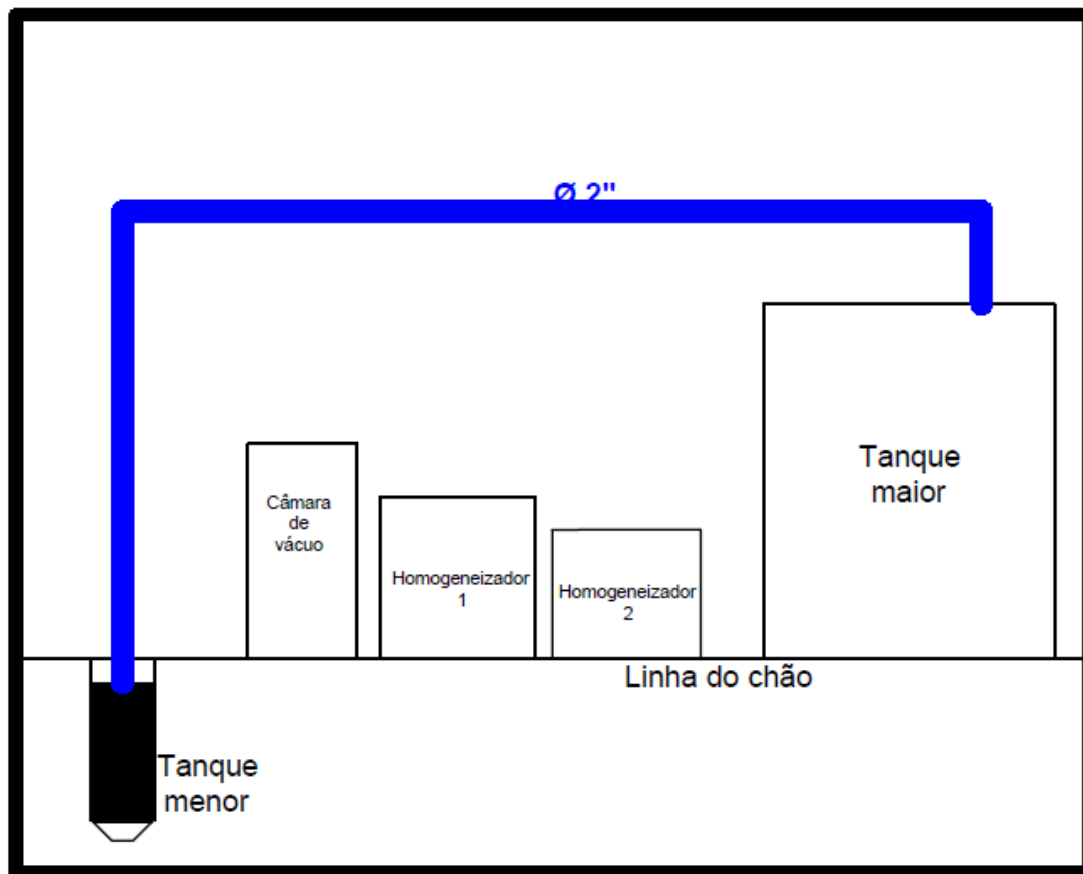 Ø 2"
Câmara
de
vácuo
Homogeneizador
1
Homogeneizador
2
Tanque
maior
Linha do chão
Tanque
menor